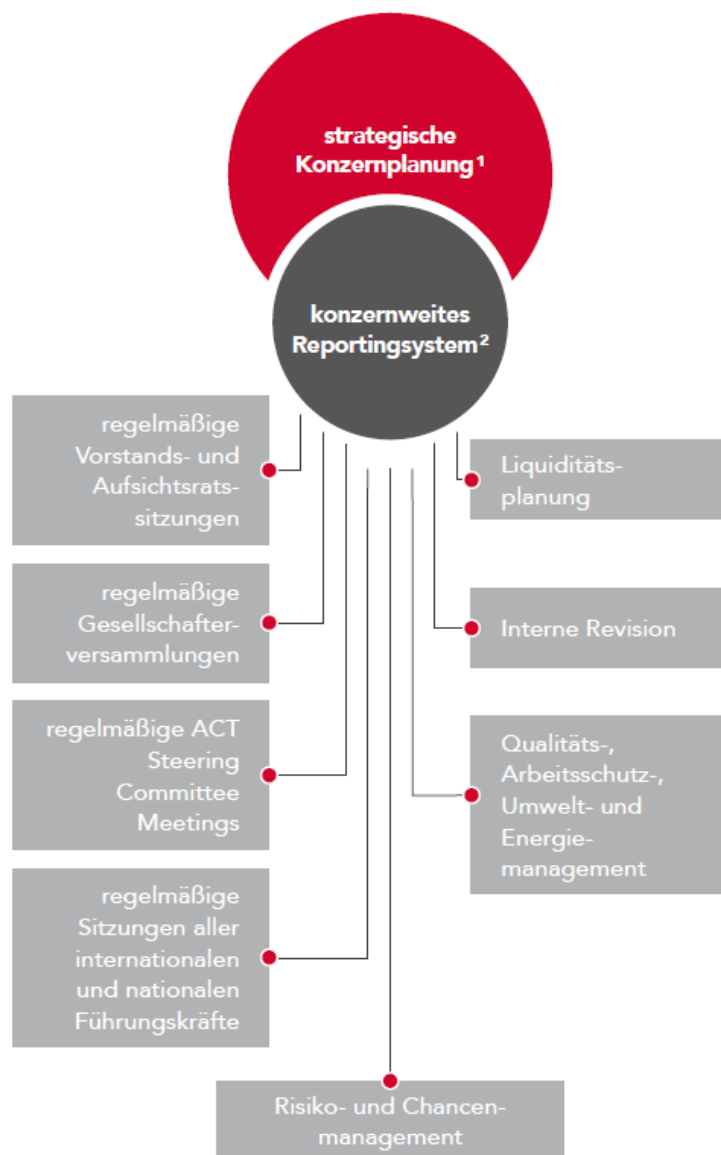 strategische
Konzernplanung¹
konzernweites
Reportingsystem²
regelmäßige
Vorstands- und
Aufsichtsrats-
sitzungen
regelmäßige
Gesellschafter-
versammlungen
regelmäßige ACT
Steering
Committee
Meetings
regelmäßige
Sitzungen aller
internationalen
und nationalen
Führungskräfte
Liquiditäts-
planung
Interne Revision
Qualitäts-,
Arbeitsschutz-,
Umwelt- und
Energie-
management
Risiko- und Chancen-
management